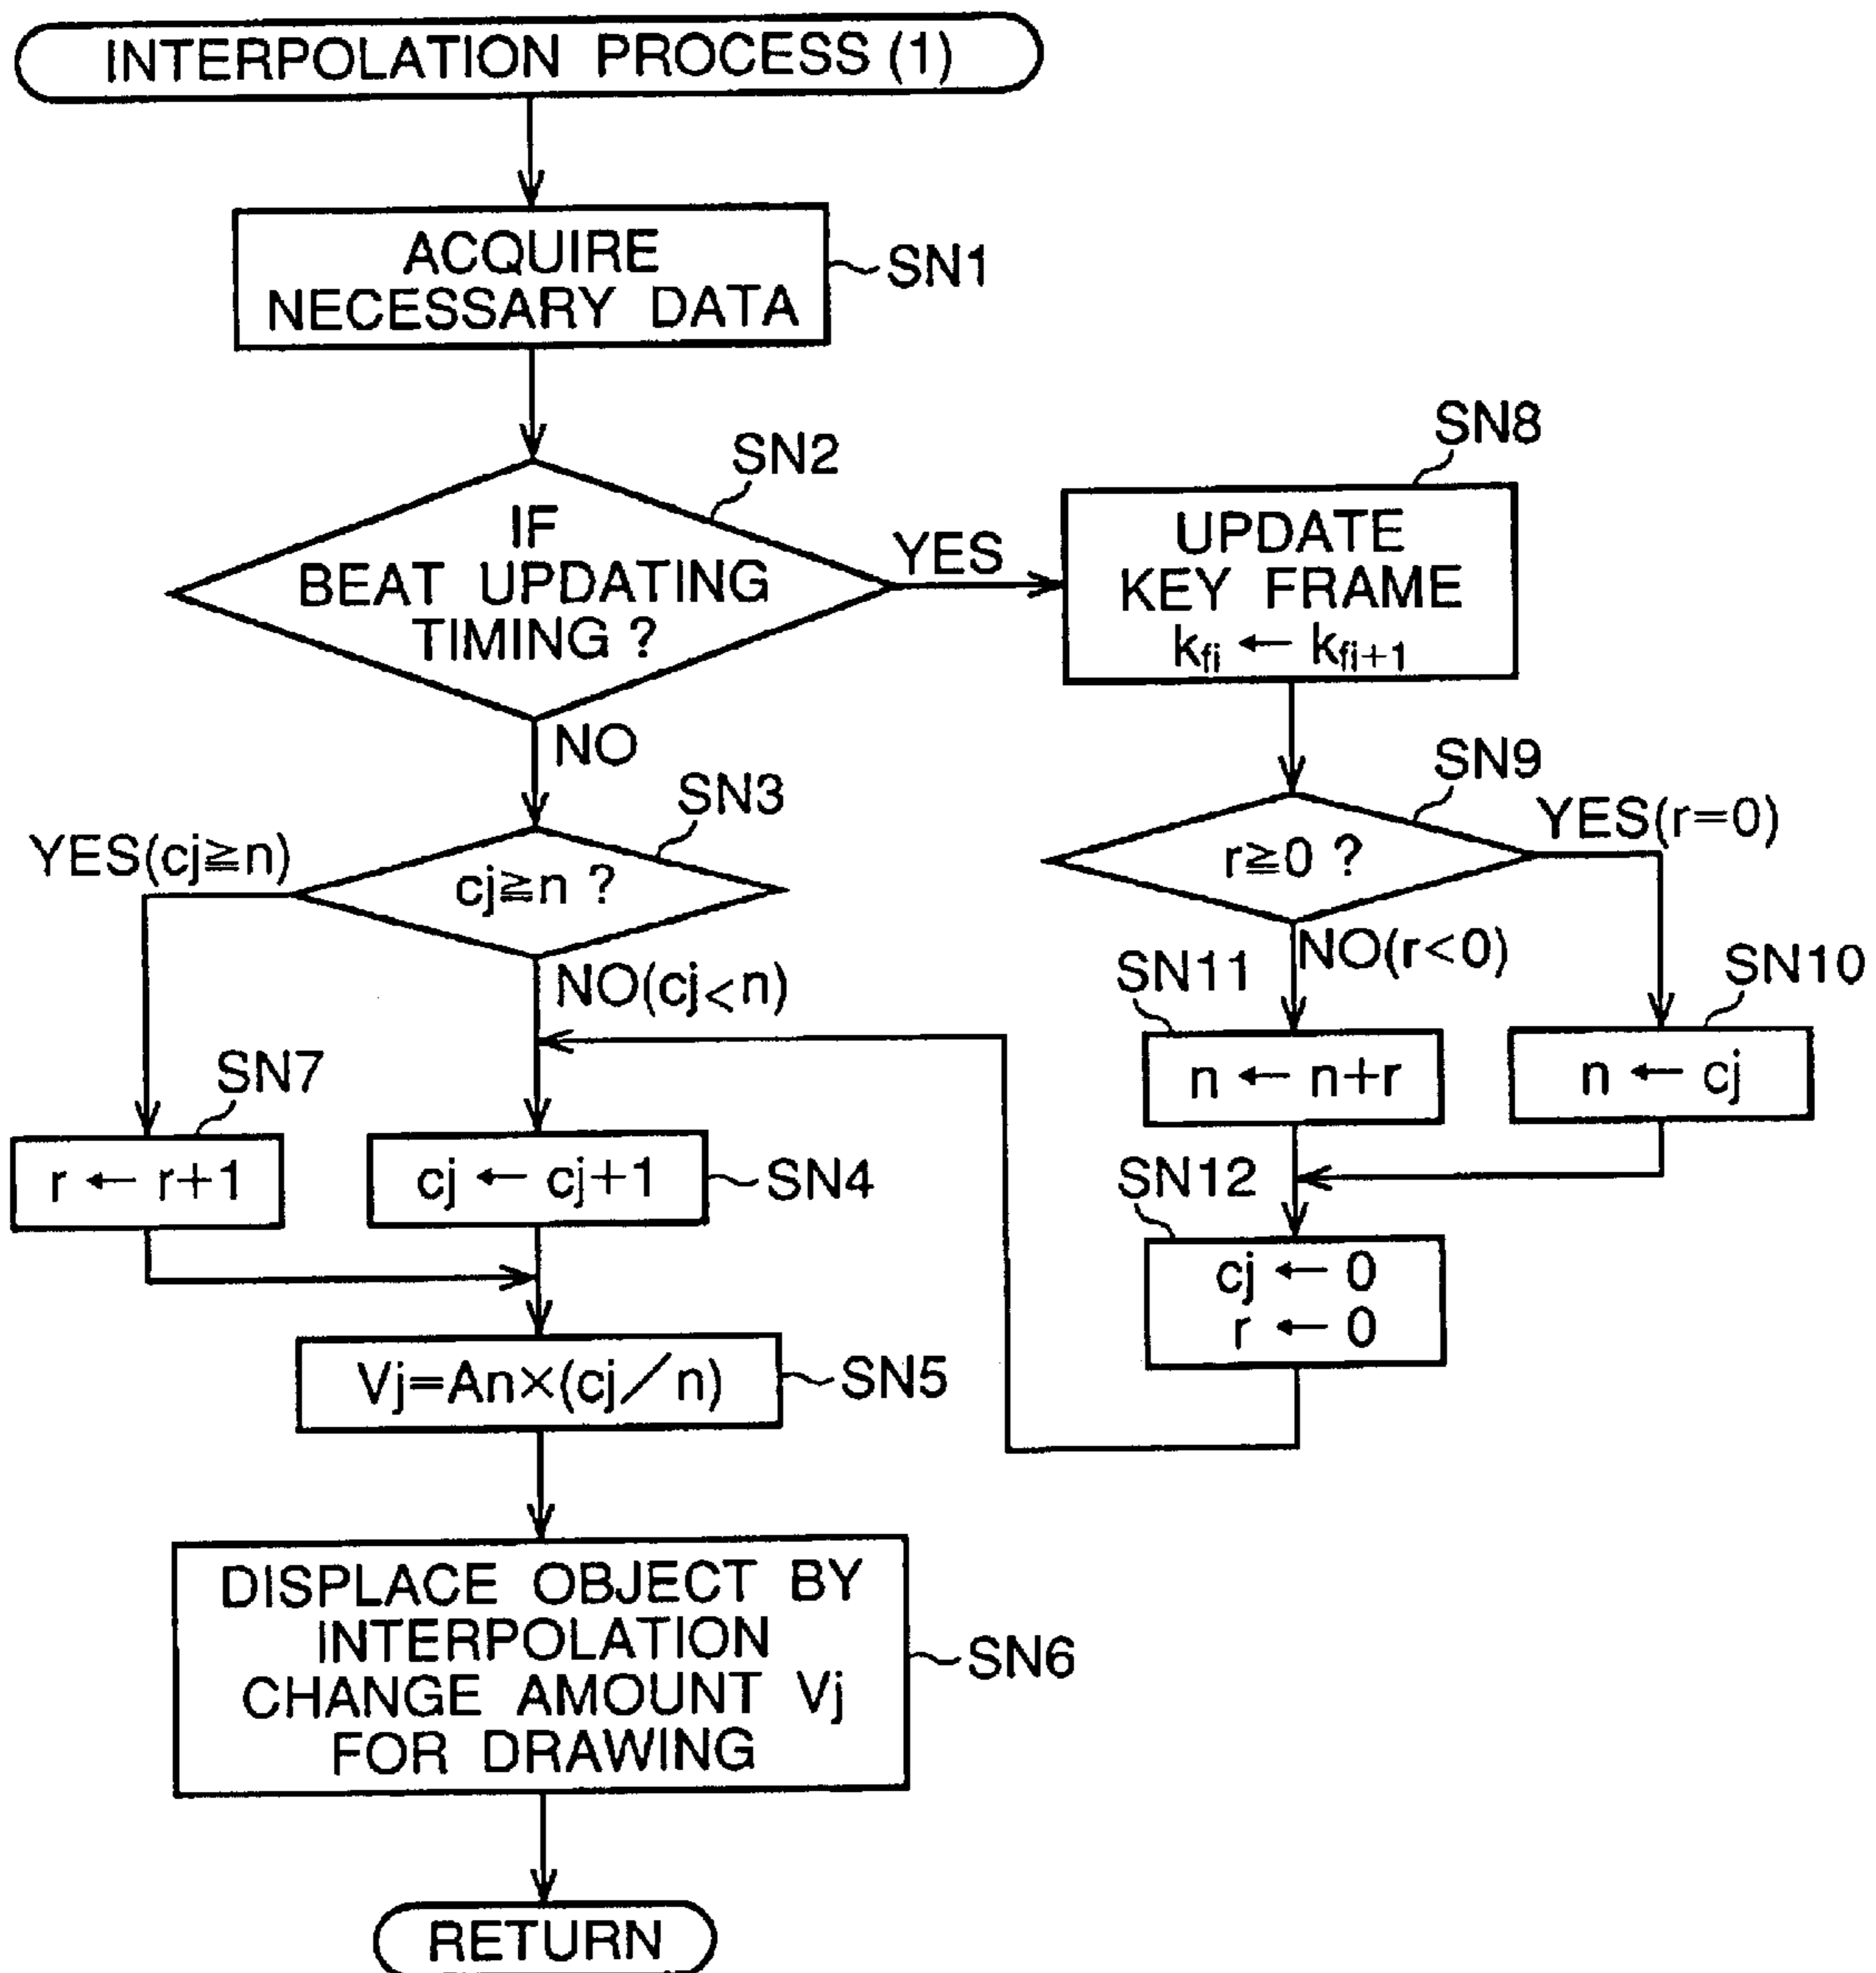 INTERPOLATION PROCESS (1)
ACQUIRE
NECESSARY DATA
SN1
SN2
IF
BEAT UPDATING
TIMING ?
YES
NO
SN8
UPDATE
KEY FRAME
kfi ← kfi+1
SN3
YES(cj≧n)
cj≧n ?
NO(cj<n)
SN9
YES(r=0)
r≧0 ?
NO(r<0)
SN11
n ← n+r
SN10
n ← cj
SN7
r ← r+1
cj ← cj+1
SN4
SN12
cj ← 0
r ← 0
Vj=An×(cj／n)
SN5
DISPLACE OBJECT BY
INTERPOLATION
CHANGE AMOUNT Vj
FOR DRAWING
SN6
RETURN